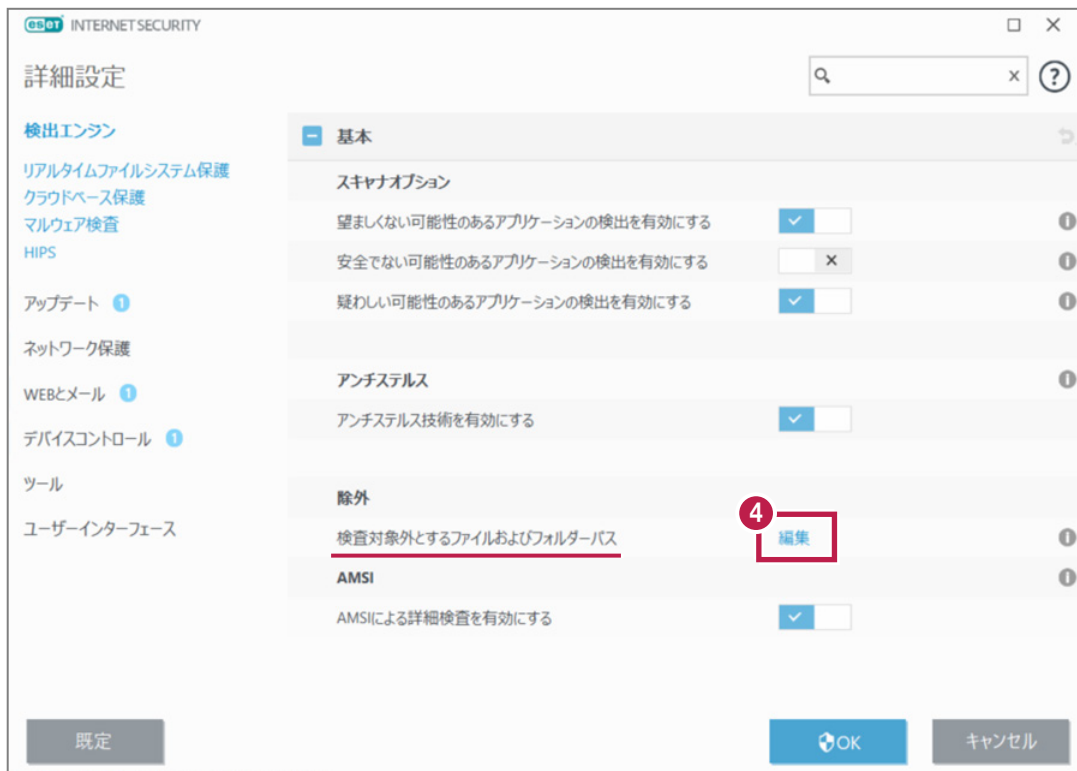 eset INTERNET SECURITY
詳細設定
検出エンジン
リアルタイムファイルシステム保護
クラウドベース保護
マルウェア検査
HIPS
アップデート 1
ネットワーク保護
WEBとメール 1
デバイスコントロール 1
ツール
ユーザーインターフェース
基本
スキャナオプション
望ましくない可能性のあるアプリケーションの検出を有効にする
安全でない可能性のあるアプリケーションの検出を有効にする
疑わしい可能性のあるアプリケーションの検出を有効にする
アンチステルス
アンチステルス技術を有効にする
除外
4
検査対象外とするファイルおよびフォルダーパス 編集
AMSI
AMSIによる詳細検査を有効にする
既定 OK キャンセル